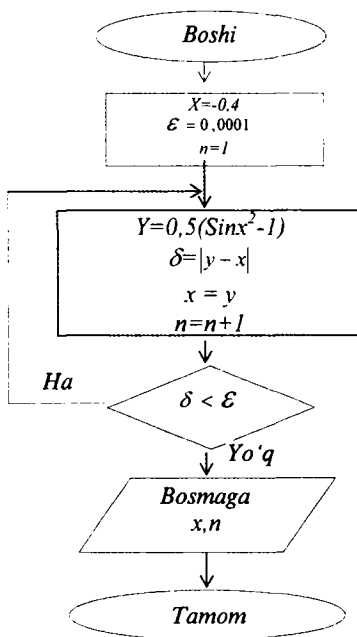 Boshi
X=-0,4
ε = 0,0001
n=1
Y=0,5(Sinx²-1)
δ=|y – x|
x = y
n=n+1
Ha
δ < ε
Yo‘q
Bosmaga
x,n
Tamom